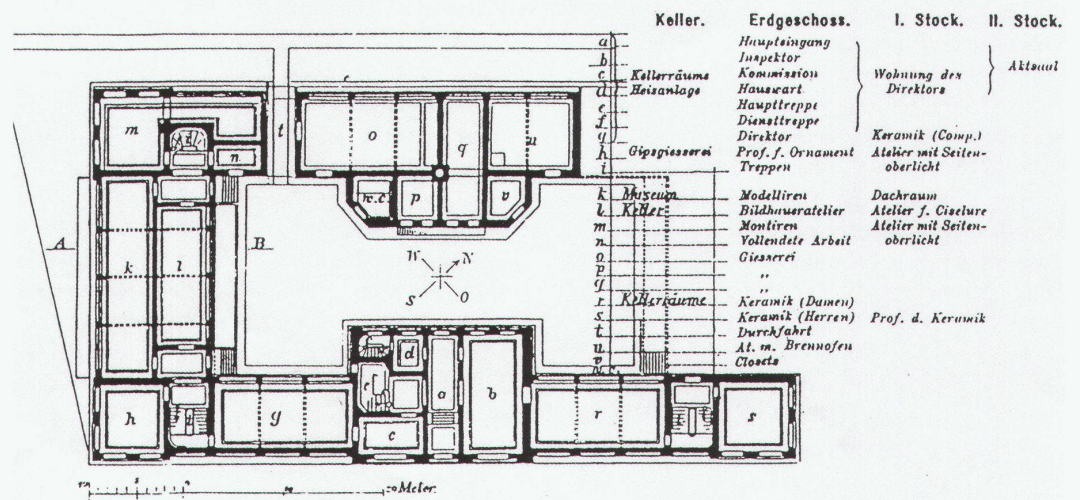 Keller. Erdgeschoss. I. Stock. II. Stock.
a Haupteingang
b Inspektor
c Kellerräume Kommission Wohnung des Aktsaal
d Heizanlage Hauswart Direktors
e Haupttreppe
f Diensttreppe
g Direktor Keramik (Comp.)
h Gipsgiesserei Prof. f. Ornament Atelier mit Seiten-
i Treppen oberlicht
k Museum Modelliren Dachraum
l Keller Bildhaueratelier Atelier f. Ciselure
m Montiren Atelier mit Seiten-
n Vollendete Arbeit oberlicht
o Giesserei
p „
q „
r Kellerräume Keramik (Damen)
s Keramik (Herren) Prof. d. Keramik
t Durchfahrt
u At. m. Brennofen
v Closets
W.C.
m
n
t
o
q
u
w.c
p
v
A
k
l
B
W N
S O
d
e
a
b
h
i
g
c
r
i
s
Meter.